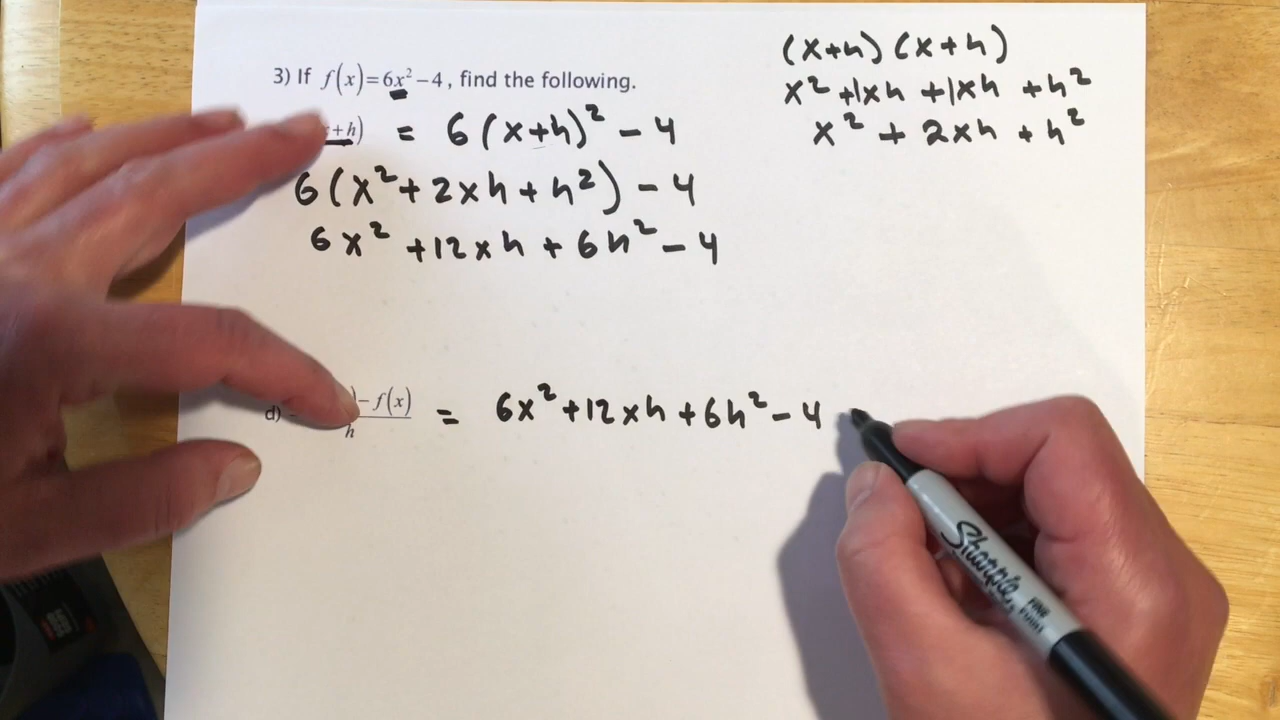 3) If f(x)=6x²−4, find the following.
+h) = 6(x+h)² − 4
6(x²+2xh+h²) − 4
6x² +12xh + 6h² − 4
(x+h)(x+h)
x² +1xh +1xh +h²
x² + 2xh + h²
d) )−f(x) / h = 6x² +12xh +6h² − 4
Sharpie
FINE POINT